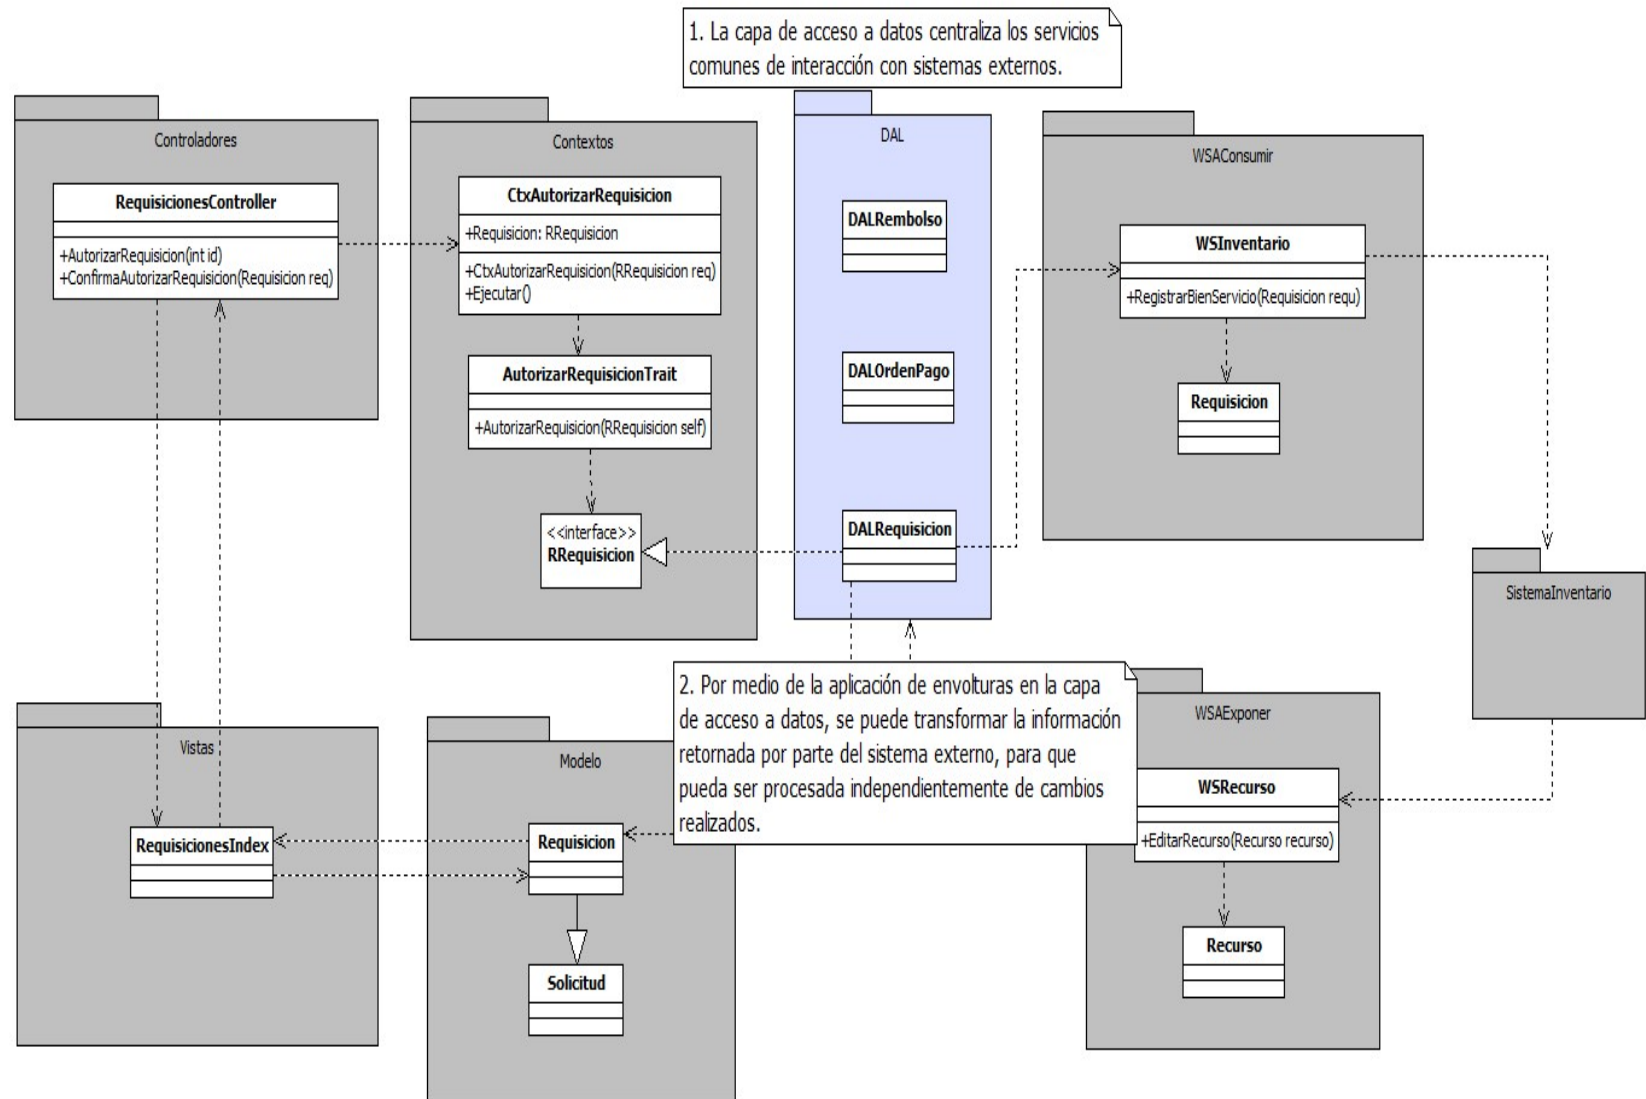 1. La capa de acceso a datos centraliza los servicios
comunes de interacción con sistemas externos.
Controladores
RequisicionesController
+AutorizarRequisicion(int id)
+ConfirmaAutorizarRequisicion(Requisicion req)
Contextos
CtxAutorizarRequisicion
+Requisicion: RRequisicion
+CtxAutorizarRequisicion(RRequisicion req)
+Ejecutar()
AutorizarRequisicionTrait
+AutorizarRequisicion(RRequisicion self)
<<interface>>
RRequisicion
DAL
DALRembolso
DALOrdenPago
DALRequisicion
WSAConsumir
WSInventario
+RegistrarBienServicio(Requisicion requ)
Requisicion
SistemaInventario
Vistas
RequisicionesIndex
Modelo
Requisicion
Solicitud
2. Por medio de la aplicación de envolturas en la capa
de acceso a datos, se puede transformar la información
retornada por parte del sistema externo, para que
pueda ser procesada independientemente de cambios
realizados.
WSAExponer
WSRecurso
+EditarRecurso(Recurso recurso)
Recurso